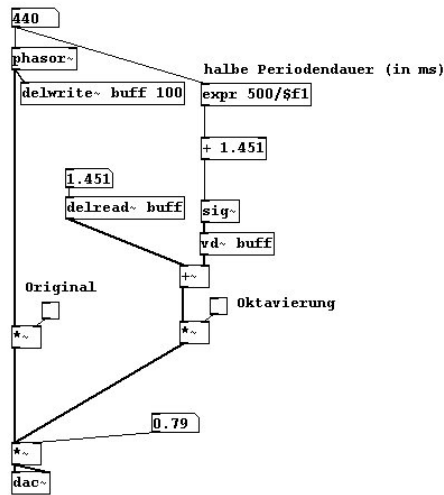 440
phasor~
halbe Periodendauer (in ms)
delwrite~ buff 100
expr 500/$f1
+ 1.451
1.451
delread~ buff
sig~
vd~ buff
+~
Original
Oktavierung
*~
*~
0.79
*~
dac~